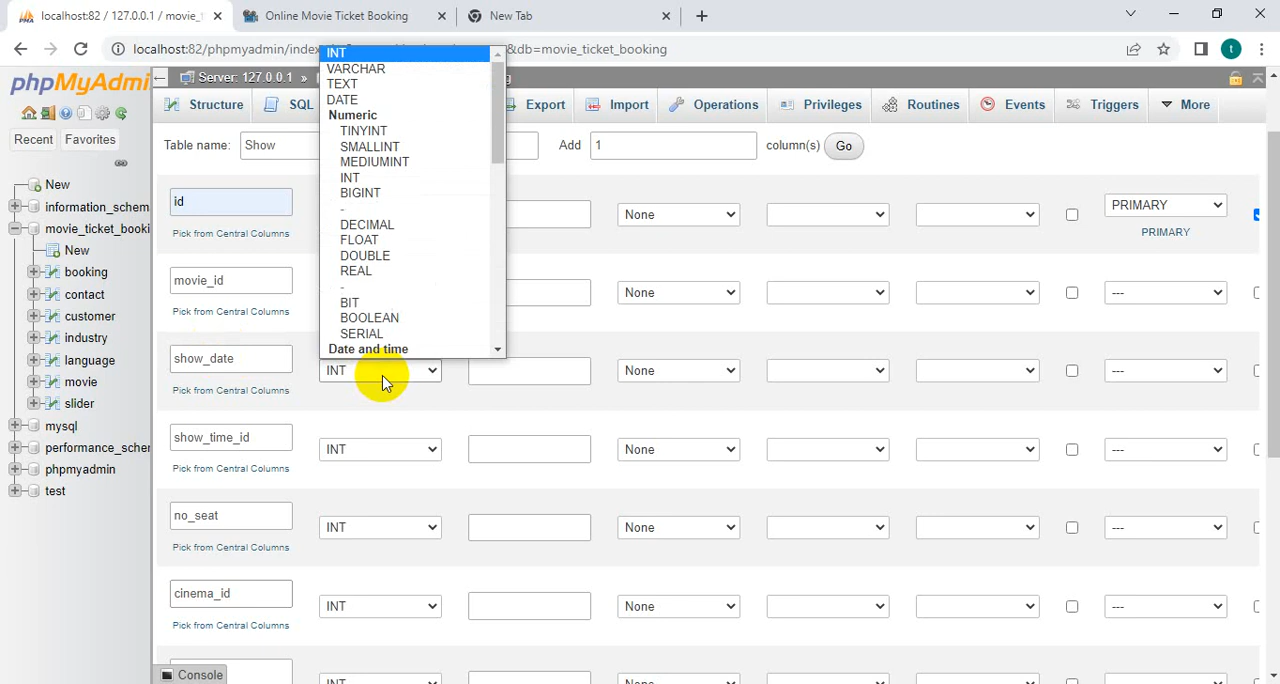 localhost:82 / 127.0.0.1 / movie_t
Online Movie Ticket Booking
New Tab
localhost:82/phpmyadmin/index
&db=movie_ticket_booking
t
phpMyAdmi
Server: 127.0.0.1 »
Structure
SQL
Export
Import
Operations
Privileges
Routines
Events
Triggers
More
Recent
Favorites
Table name:
Show
Add
1
column(s)
Go
New
information_schem
movie_ticket_booki
New
booking
contact
customer
industry
language
movie
slider
mysql
performance_scher
phpmyadmin
test
INT
VARCHAR
TEXT
DATE
Numeric
TINYINT
SMALLINT
MEDIUMINT
INT
BIGINT
-
DECIMAL
FLOAT
DOUBLE
REAL
-
BIT
BOOLEAN
SERIAL
Date and time
id
None
PRIMARY
Pick from Central Columns
PRIMARY
movie_id
None
---
Pick from Central Columns
show_date
INT
None
---
Pick from Central Columns
show_time_id
INT
None
---
Pick from Central Columns
no_seat
INT
None
---
Pick from Central Columns
cinema_id
INT
None
---
Pick from Central Columns
Console
INT
None
---